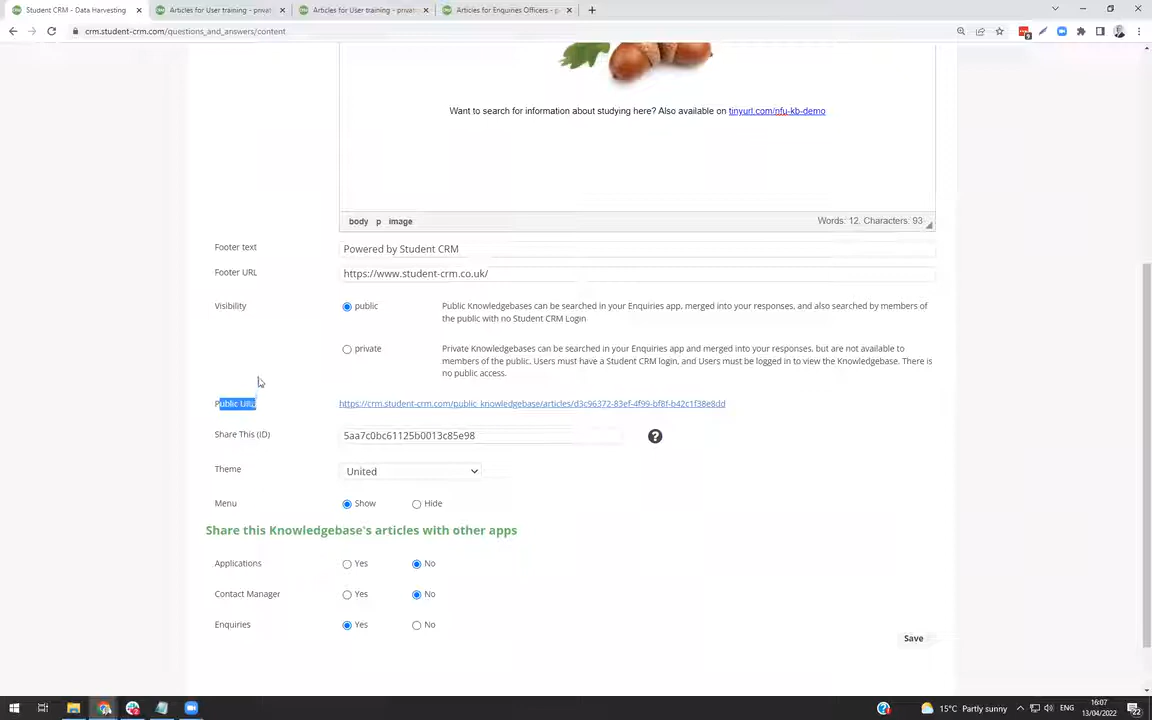 Student CRM - Data Harvesting
Articles for User training - privat
Articles for User training - privat
Articles for Enquiries Officers - p
crm.student-crm.com/questions_and_answers/content
Want to search for information about studying here? Also available on tinyurl.com/nfu-kb-demo
body p image
Words: 12, Characters: 93
Footer text
Powered by Student CRM
Footer URL
https://www.student-crm.co.uk/
Visibility
public
Public Knowledgebases can be searched in your Enquiries app, merged into your responses, and also searched by members of
the public with no Student CRM Login
private
Private Knowledgebases can be searched in your Enquiries app and merged into your responses, but are not available to
members of the public. Users must have a Student CRM login, and Users must be logged in to view the Knowledgebase. There is
no public access.
Public URL
https://crm.student-crm.com/public_knowledgebase/articles/d3c96372-83ef-4f99-bf8f-b42c1f38e8dd
Share This (ID)
5aa7c0bc61125b0013c85e98
?
Theme
United
Menu
Show
Hide
Share this Knowledgebase's articles with other apps
Applications
Yes
No
Contact Manager
Yes
No
Enquiries
Yes
No
Save
15°C Partly sunny
ENG
16:07
13/04/2022
22